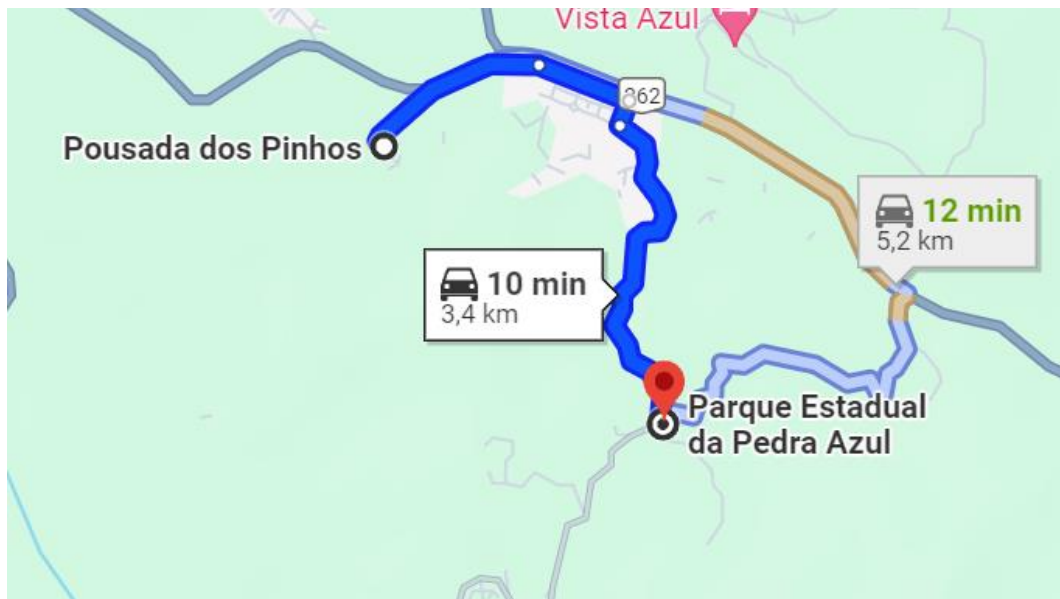 Vista Azul
Pousada dos Pinhos
10 min
3,4 km
12 min
5,2 km
Parque Estadual
da Pedra Azul